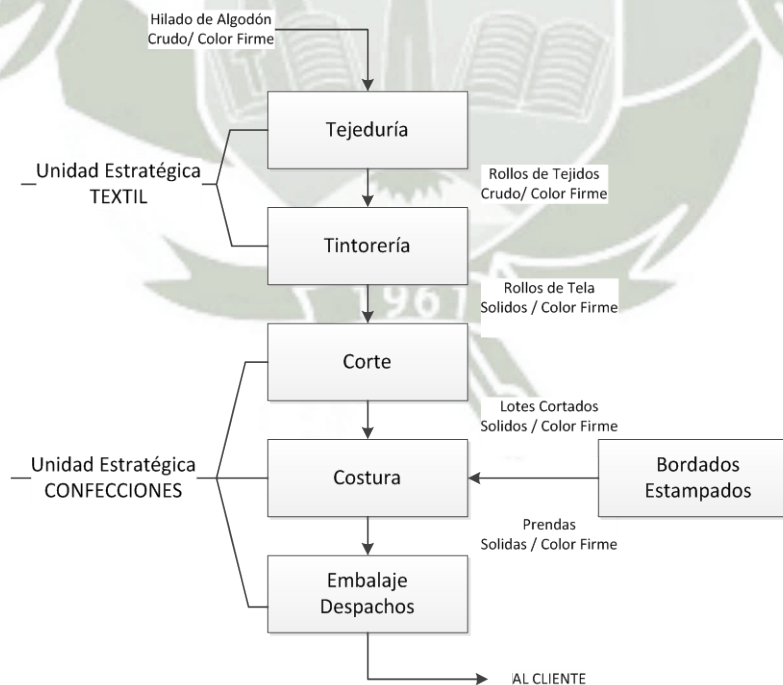 Hilado de Algodón
Crudo/ Color Firme
Tejeduría
Unidad Estratégica
TEXTIL
Rollos de Tejidos
Crudo/ Color Firme
Tintorería
Rollos de Tela
Solidos / Color Firme
1961
Corte
Lotes Cortados
Solidos / Color Firme
Unidad Estratégica
CONFECCIONES
Costura
Bordados
Estampados
Prendas
Solidas / Color Firme
Embalaje
Despachos
AL CLIENTE